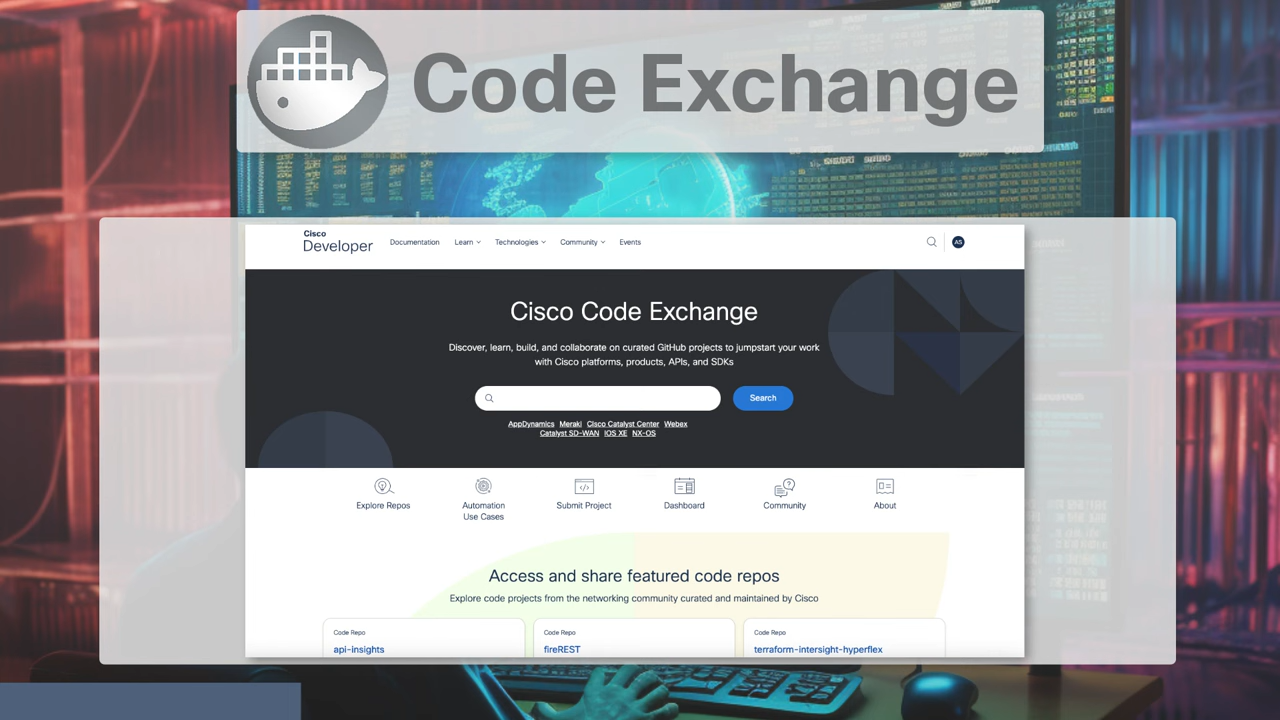 Code Exchange
Cisco
Developer
Documentation Learn Technologies Community Events
AS
Cisco Code Exchange
Discover, learn, build, and collaborate on curated GitHub projects to jumpstart your work
with Cisco platforms, products, APIs, and SDKs
Search
AppDynamics Meraki Cisco Catalyst Center Webex
Catalyst SD-WAN IOS XE NX-OS
Explore Repos
Automation
Use Cases
Submit Project
Dashboard
Community
About
Access and share featured code repos
Explore code projects from the networking community curated and maintained by Cisco
Code Repo
api-insights
Code Repo
fireREST
Code Repo
terraform-intersight-hyperflex